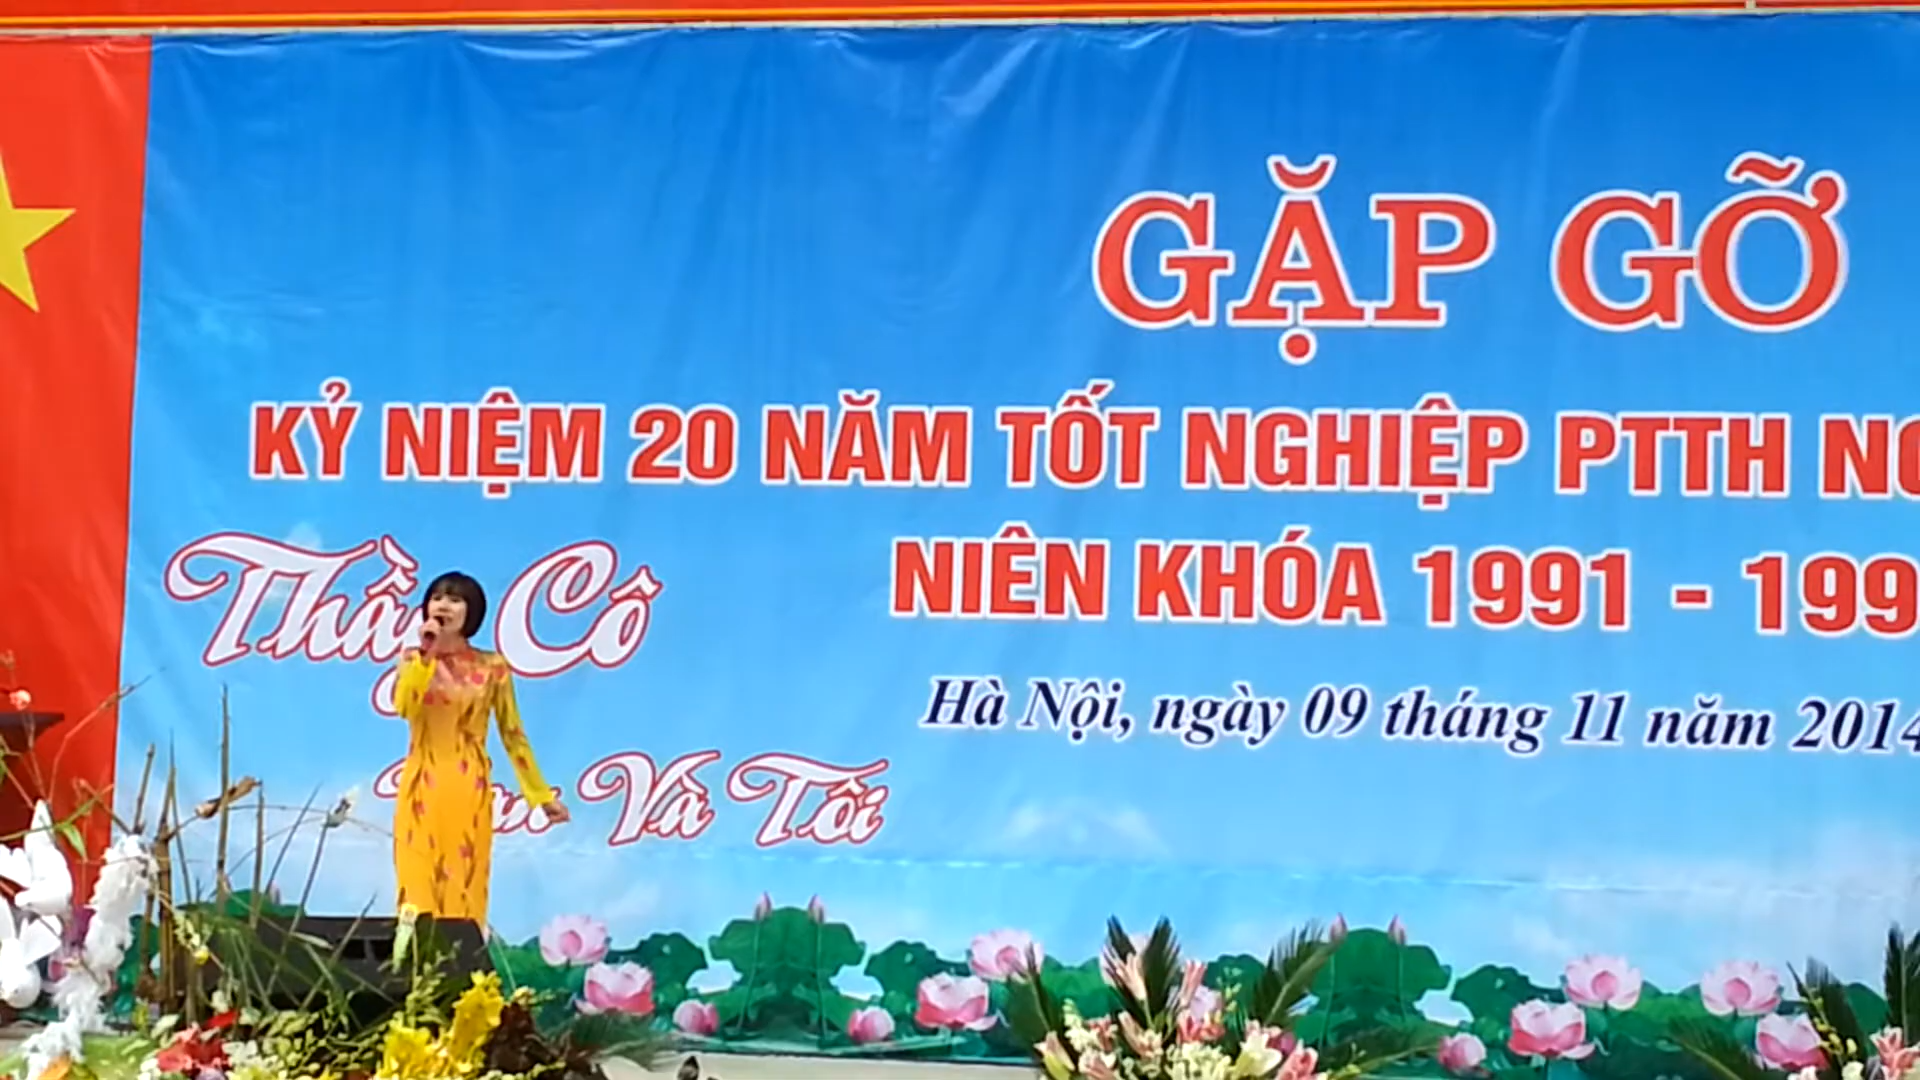 GẶP GỠ
KỶ NIỆM 20 NĂM TỐT NGHIỆP PTTH
NIÊN KHÓA 1991 -
Hà Nội, ngày 09 tháng 11 năm 2014
Thầy Cô
Và Tôi